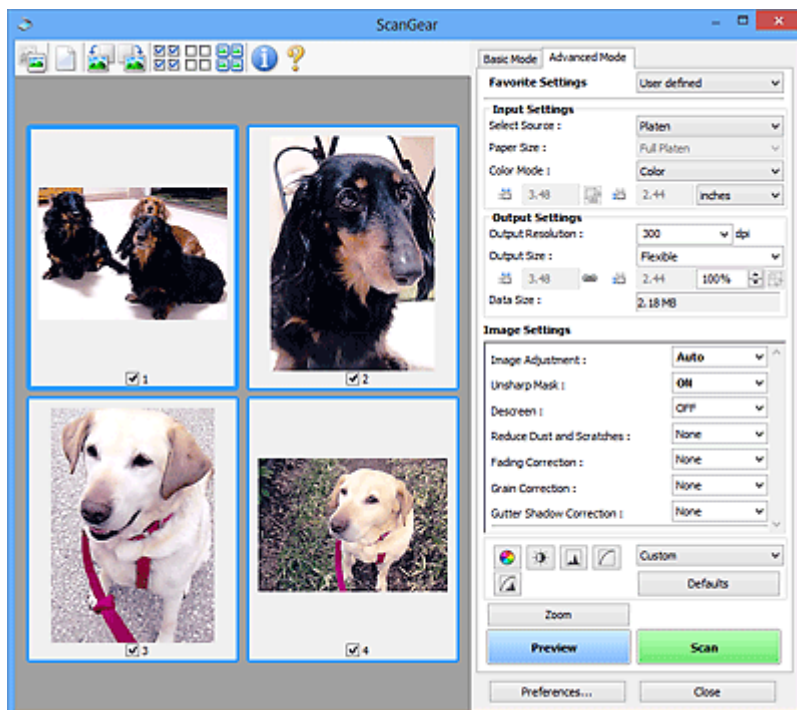 ScanGear
Basic Mode Advanced Mode
Favorite Settings User defined
Input Settings
Select Source : Platen
Paper Size : Full Platen
Color Mode : Color
3.48 2.44 inches
Output Settings
Output Resolution : 300 dpi
Output Size : Flexible
3.48 2.44 100%
Data Size : 2.18 MB
Image Settings
Image Adjustment : Auto
Unsharp Mask : ON
Descreen : OFF
Reduce Dust and Scratches : None
Fading Correction : None
Grain Correction : None
Gutter Shadow Correction : None
Custom
Defaults
Zoom
Preview Scan
Preferences... Close
1
2
3
4